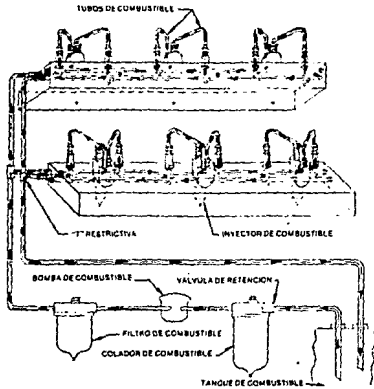 TUBOS DE COMBUSTIBLE
"T" RESTRICTIVA
INYECTOR DE COMBUSTIBLE
BOMBA DE COMBUSTIBLE
VALVULA DE RETENCION
FILTRO DE COMBUSTIBLE
COLADOR DE COMBUSTIBLE
TANQUE DE COMBUSTIBLE